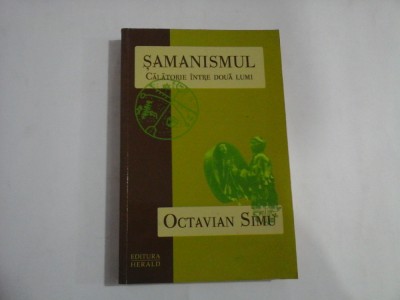 ȘAMANISMUL
CĂLĂTORIE ÎNTRE DOUĂ LUMI
OCTAVIAN SIMU
EDITURA
HERALD